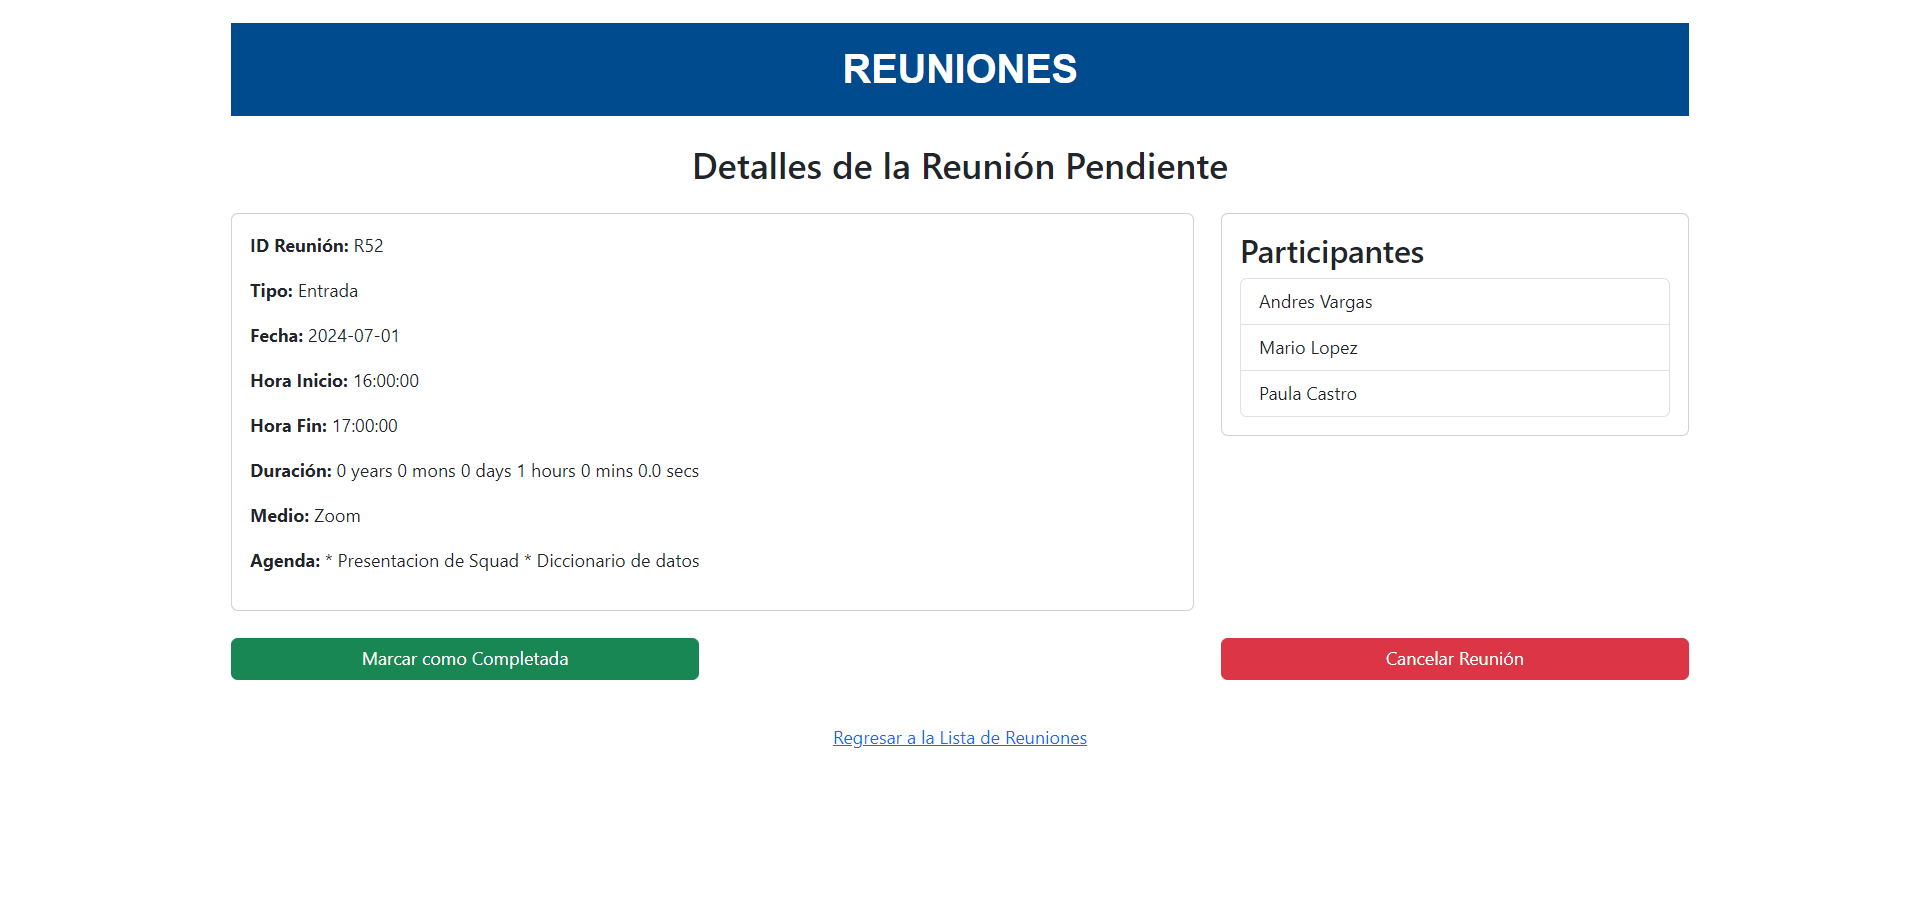 REUNIONES
Detalles de la Reunión Pendiente
ID Reunión: R52
Tipo: Entrada
Fecha: 2024-07-01
Hora Inicio: 16:00:00
Hora Fin: 17:00:00
Duración: 0 years 0 mons 0 days 1 hours 0 mins 0.0 secs
Medio: Zoom
Agenda: * Presentacion de Squad * Diccionario de datos
Participantes
Andres Vargas
Mario Lopez
Paula Castro
Marcar como Completada
Cancelar Reunión
Regresar a la Lista de Reuniones